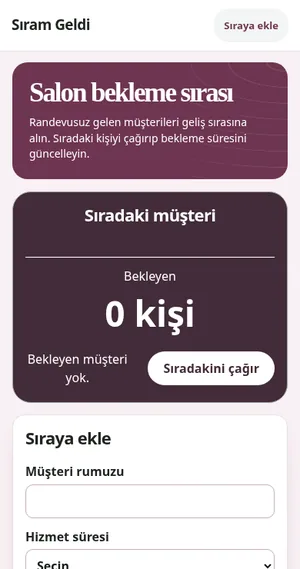 Sıram Geldi
Sıraya ekle
Salon bekleme sırası
Randevusuz gelen müşterileri geliş sırasına
alın. Sıradaki kişiyi çağırıp bekleme süresini
güncelleyin.
Sıradaki müşteri
Bekleyen
0 kişi
Bekleyen müşteri
yok.
Sıradakini çağır
Sıraya ekle
Müşteri rumuzu
Hizmet süresi
Seçin